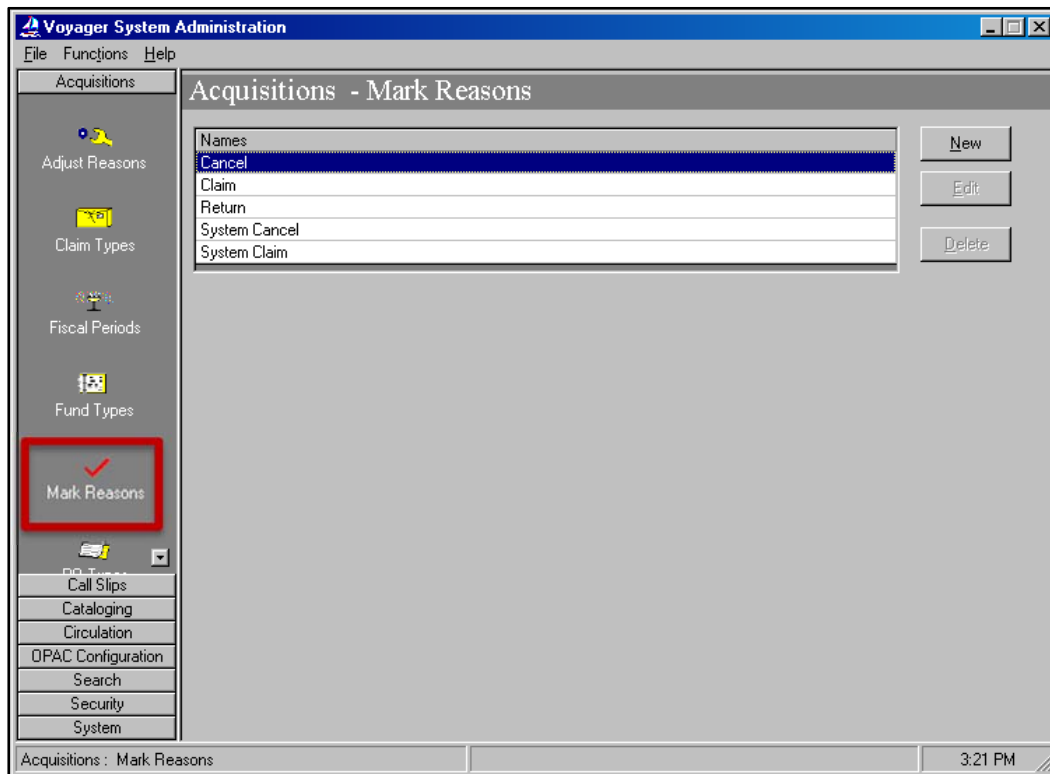 Voyager System Administration
File Functions Help
Acquisitions
Adjust Reasons
Claim Types
Fiscal Periods
Fund Types
Mark Reasons
Call Slips
Cataloging
Circulation
OPAC Configuration
Search
Security
System
Acquisitions - Mark Reasons
Names
Cancel
Claim
Return
System Cancel
System Claim
New
Edit
Delete
Acquisitions : Mark Reasons
3:21 PM